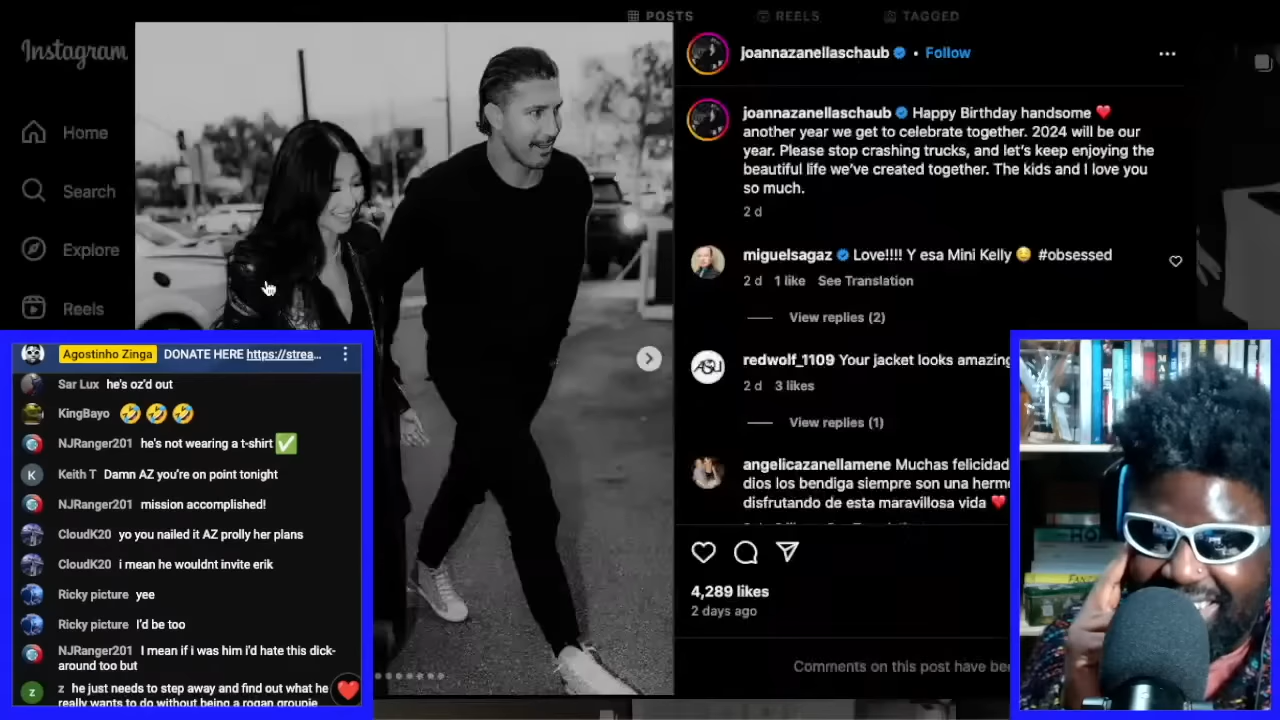 POSTS
REELS
TAGGED
Instagram
Home
Search
Explore
Reels
joannazanellaschaub • Follow
joannazanellaschaub Happy Birthday handsome ❤️
another year we get to celebrate together. 2024 will be our
year. Please stop crashing trucks, and let's keep enjoying the
beautiful life we've created together. The kids and I love you
so much.
2 d
miguelsagaz Love!!!! Y esa Mini Kelly 😊 #obsessed
2 d 1 like See Translation
View replies (2)
redwolf_1109 Your jacket looks amazing
ASU
2 d 3 likes
View replies (1)
angelicazanellamene Muchas felicidad
dios los bendiga siempre son una herm
disfrutando de esta maravillosa vida ❤️
4,289 likes
2 days ago
Comments on this post have bee
Agostinho Zinga DONATE HERE https://strea...
Sar Lux he's oz'd out
KingBayo 🤣🤣🤣
NJRanger201 he's not wearing a t-shirt ✅
K Keith T Damn AZ you're on point tonight
NJRanger201 mission accomplished!
CloudK20 yo you nailed it AZ prolly her plans
CloudK20 i mean he wouldnt invite erik
Ricky picture yee
Ricky picture I'd be too
NJRanger201 I mean if i was him i'd hate this dick-
around too but
z z he just needs to step away and find out what he
really wants to do without being a rogan groupie